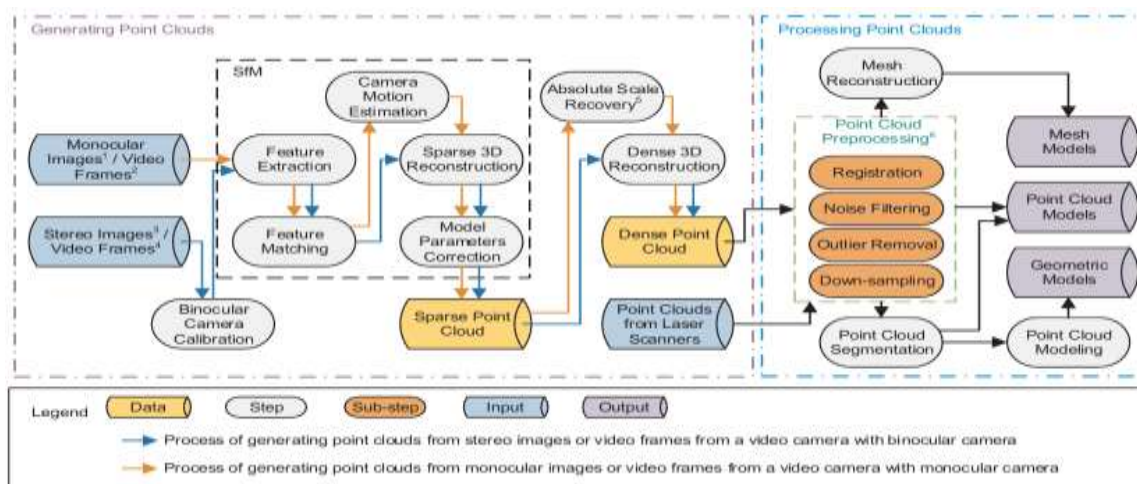 Generating Point Clouds
Processing Point Clouds
SfM
Camera
Motion
Estimation
Absolute Scale
Recovery⁵
Mesh
Reconstruction
Monocular
Images¹ / Video
Frames²
Feature
Extraction
Sparse 3D
Reconstruction
Dense 3D
Reconstruction
Point Cloud
Preprocessing⁶
Mesh
Models
Registration
Stereo Images³ /
Video Frames⁴
Feature
Matching
Model
Parameters
Correction
Dense Point
Cloud
Noise Filtering
Point Cloud
Models
Outlier Removal
Geometric
Models
Down-sampling
Binocular
Camera
Calibration
Sparse Point
Cloud
Point Clouds
from Laser
Scanners
Point Cloud
Segmentation
Point Cloud
Modeling
Legend
Data
Step
Sub-step
Input
Output
Process of generating point clouds from stereo images or video frames from a video camera with binocular camera
Process of generating point clouds from monocular images or video frames from a video camera with monocular camera